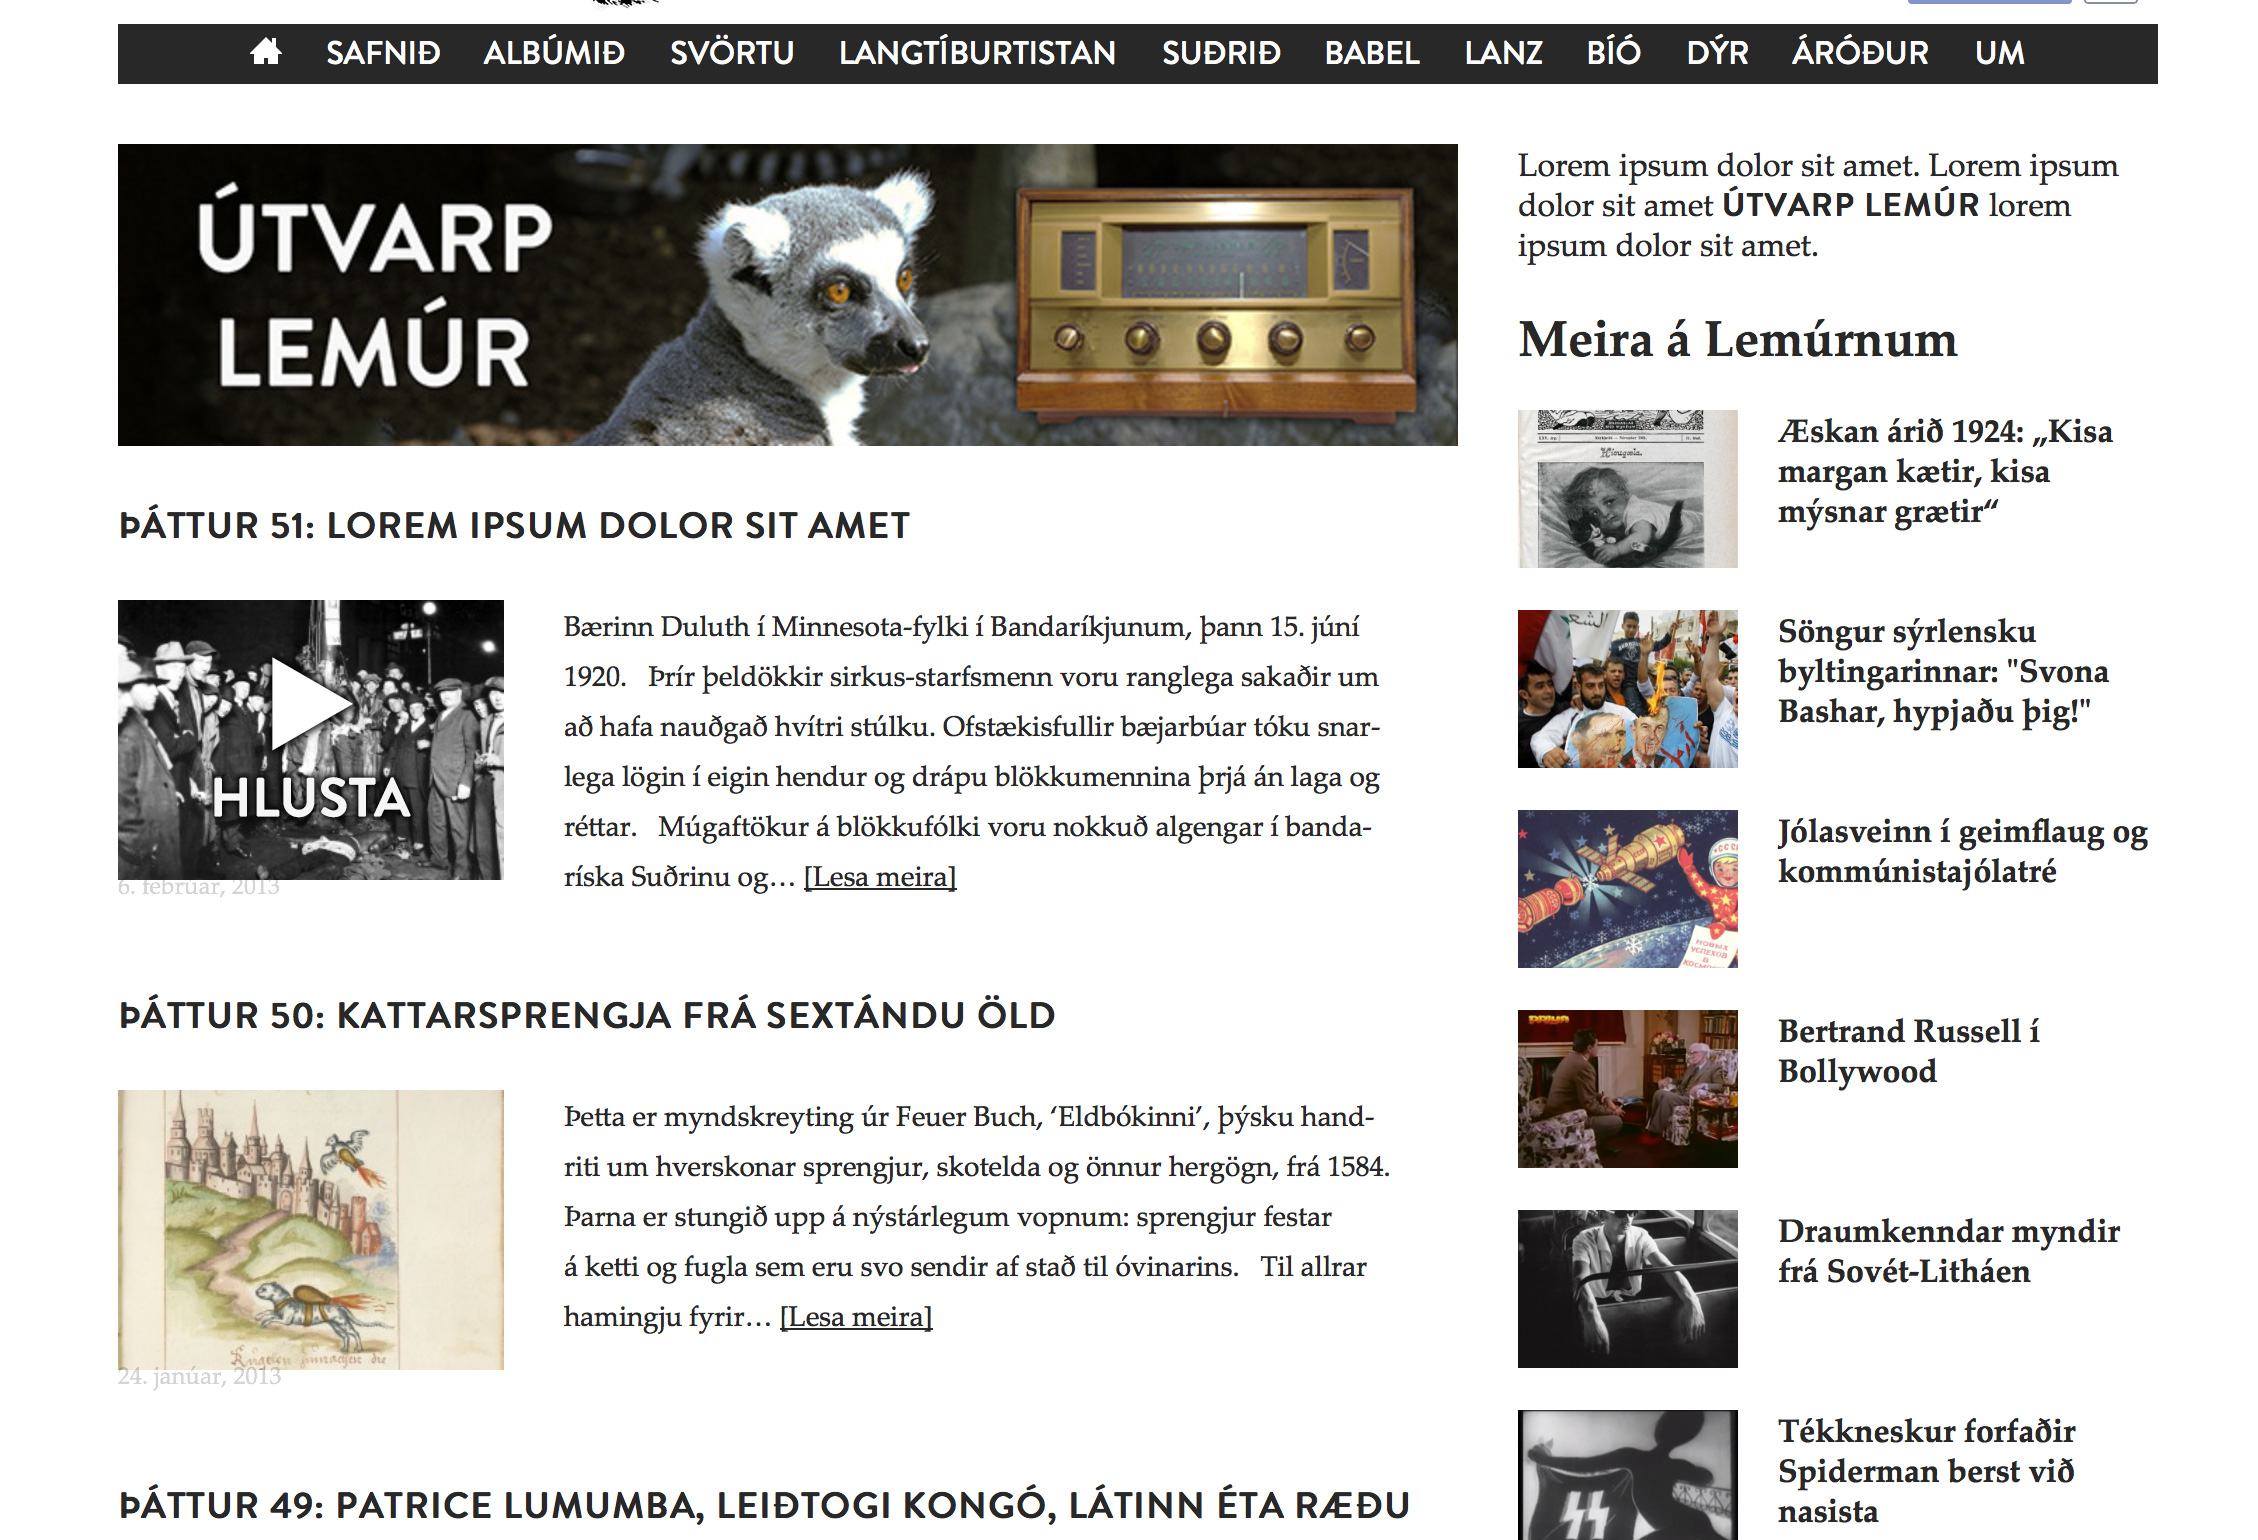 SAFNIÐ ALBÚMIÐ SVÖRTU LANGTÍBURTISTAN SUÐRIÐ BABEL LANZ BÍÓ DÝR ÁRÓÐUR UM
ÚTVARP
LEMÚR
ÞÁTTUR 51: LOREM IPSUM DOLOR SIT AMET
HLUSTA
6. febrúar, 2013
Bærinn Duluth í Minnesota-fylki í Bandaríkjunum, þann 15. júní
1920. Þrír þeldökkir sirkus-starfsmenn voru ranglega sakaðir um
að hafa nauðgað hvítri stúlku. Ofstækisfullir bæjarbúar tóku snar-
lega lögin í eigin hendur og drápu blökkumennina þrjá án laga og
réttar. Múgaftökur á blökkufólki voru nokkuð algengar í banda-
ríska Suðrinu og… [Lesa meira]
ÞÁTTUR 50: KATTARSPRENGJA FRÁ SEXTÁNDU ÖLD
24. janúar, 2013
Þetta er myndskreyting úr Feuer Buch, ‘Eldbókinni’, þýsku hand-
riti um hverskonar sprengjur, skotelda og önnur hergögn, frá 1584.
Þarna er stungið upp á nýstárlegum vopnum: sprengjur festar
á ketti og fugla sem eru svo sendir af stað til óvinarins. Til allrar
hamingju fyrir… [Lesa meira]
ÞÁTTUR 49: PATRICE LUMUMBA, LEIÐTOGI KONGÓ, LÁTINN ÉTA RÆÐU
Lorem ipsum dolor sit amet. Lorem ipsum
dolor sit amet ÚTVARP LEMÚR lorem
ipsum dolor sit amet.
Meira á Lemúrnum
Æskan árið 1924: „Kisa
margan kætir, kisa
mýsnar grætir“
Söngur sýrlensku
byltingarinnar: "Svona
Bashar, hypjaðu þig!"
Jólasveinn í geimflaug og
kommúnistajólatré
СССР
НОВЫХ
УСПЕХОВ
В
Bertrand Russell í
Bollywood
Draumkenndar myndir
frá Sovét-Litháen
Tékkneskur forfaðir
Spiderman berst við
nasista